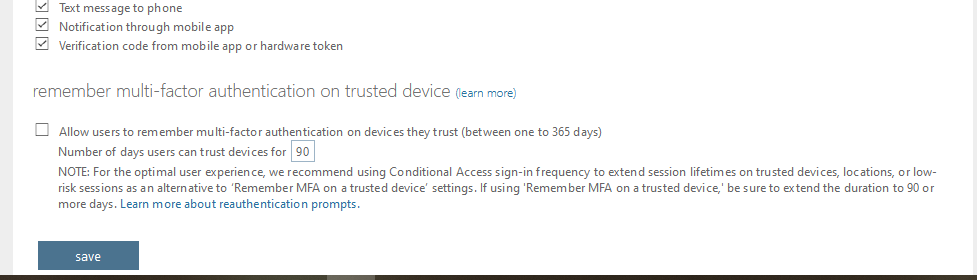 Text message to phone
Notification through mobile app
Verification code from mobile app or hardware token
remember multi-factor authentication on trusted device (learn more)
Allow users to remember multi-factor authentication on devices they trust (between one to 365 days)
Number of days users can trust devices for 90
NOTE: For the optimal user experience, we recommend using Conditional Access sign-in frequency to extend session lifetimes on trusted devices, locations, or low-
risk sessions as an alternative to 'Remember MFA on a trusted device' settings. If using 'Remember MFA on a trusted device,' be sure to extend the duration to 90 or
more days. Learn more about reauthentication prompts.
save